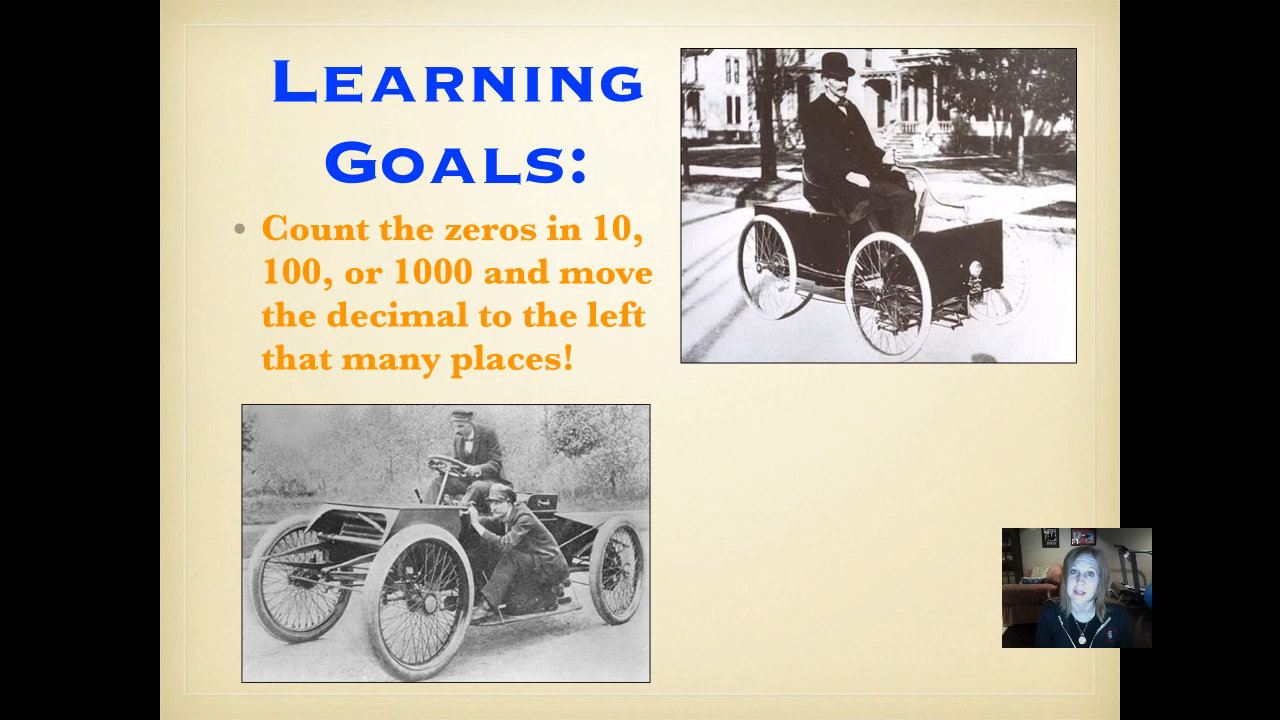 Learning
Goals:
Count the zeros in 10,
100, or 1000 and move
the decimal to the left
that many places!